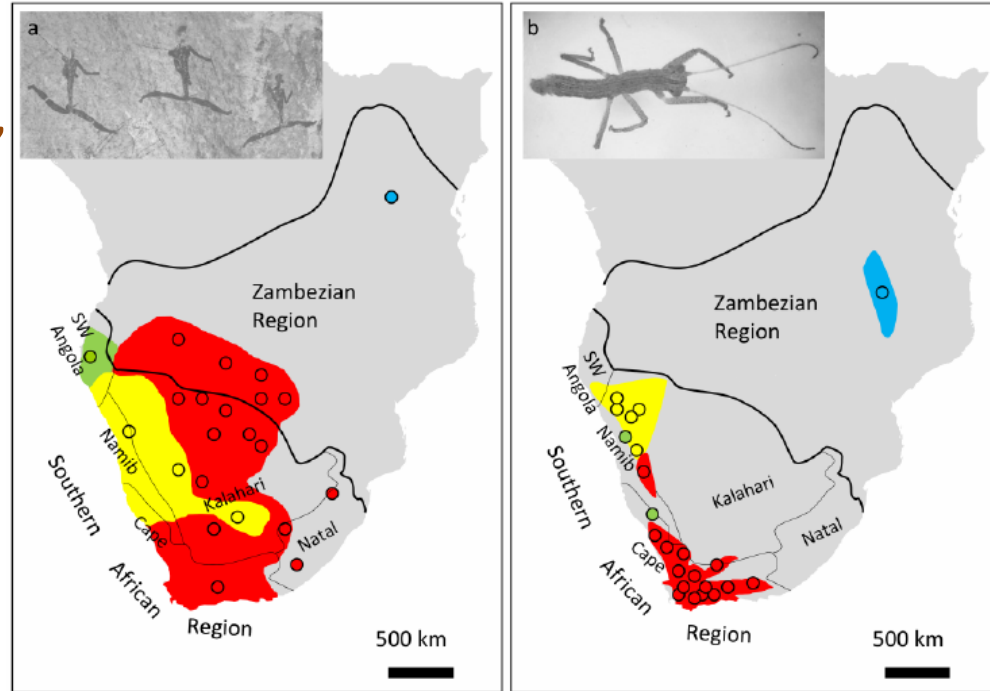 a
Zambezian
Region
SW
Angola
Namib
Kalahari
Cape
Natal
Southern
African
Region
500 km
b
Zambezian
Region
SW
Angola
Namib
Kalahari
Cape
Natal
Southern
African
Region
500 km